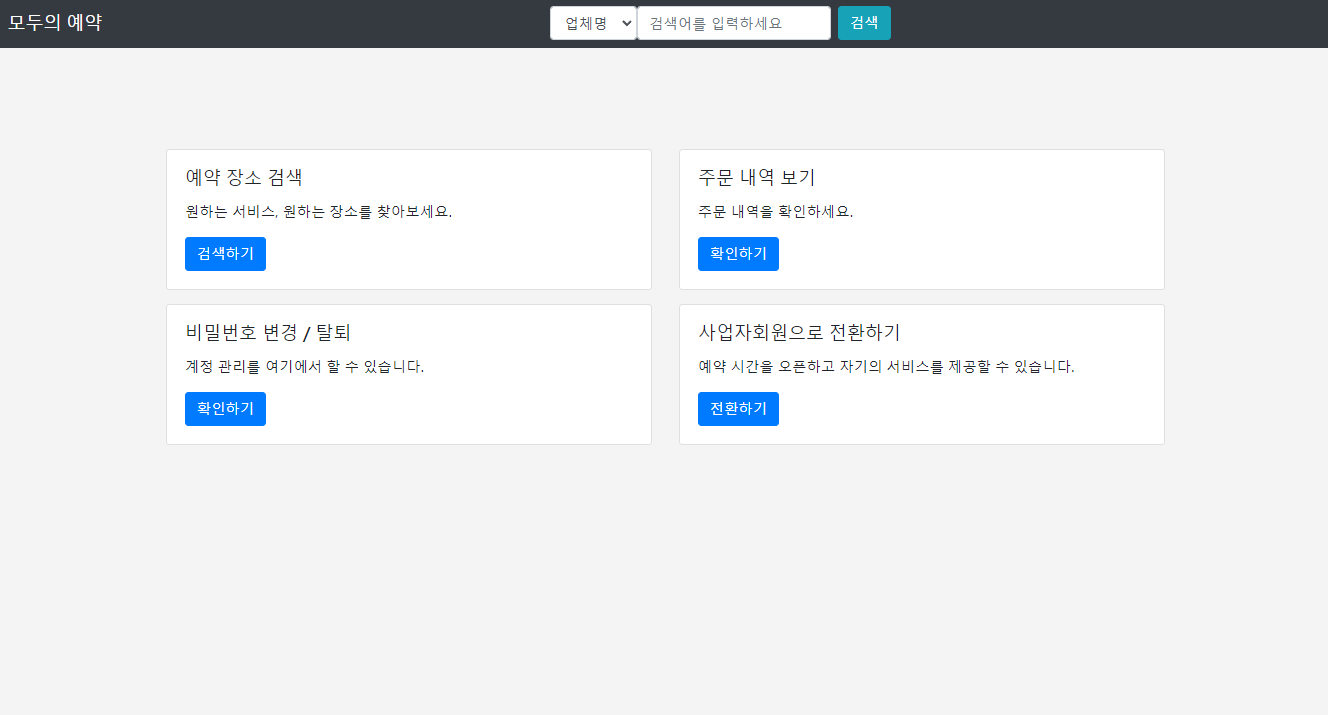 모두의 예약
업체명 검색어를 입력하세요 검색
예약 장소 검색
원하는 서비스, 원하는 장소를 찾아보세요.
검색하기
주문 내역 보기
주문 내역을 확인하세요.
확인하기
비밀번호 변경 / 탈퇴
계정 관리를 여기에서 할 수 있습니다.
확인하기
사업자회원으로 전환하기
예약 시간을 오픈하고 자기의 서비스를 제공할 수 있습니다.
전환하기